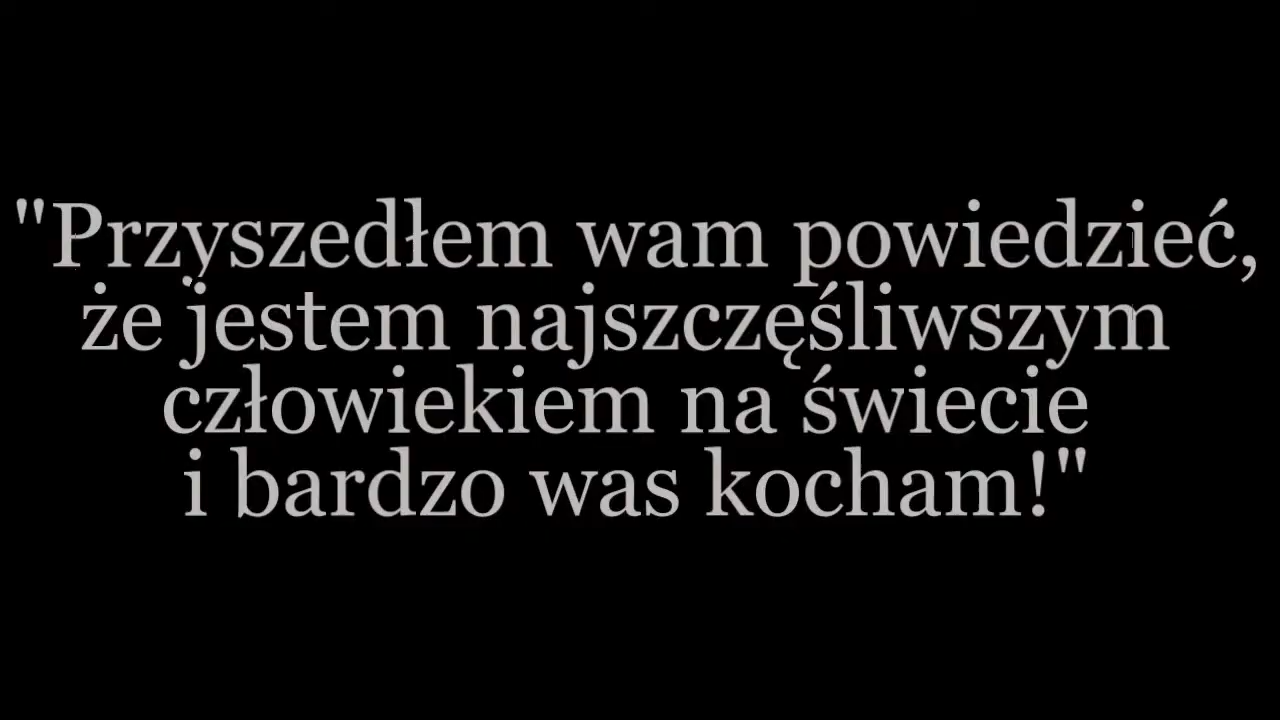 "Przyszedłem wam powiedzieć,
że jestem najszczęśliwszym
człowiekiem na świecie
i bardzo was kocham!"